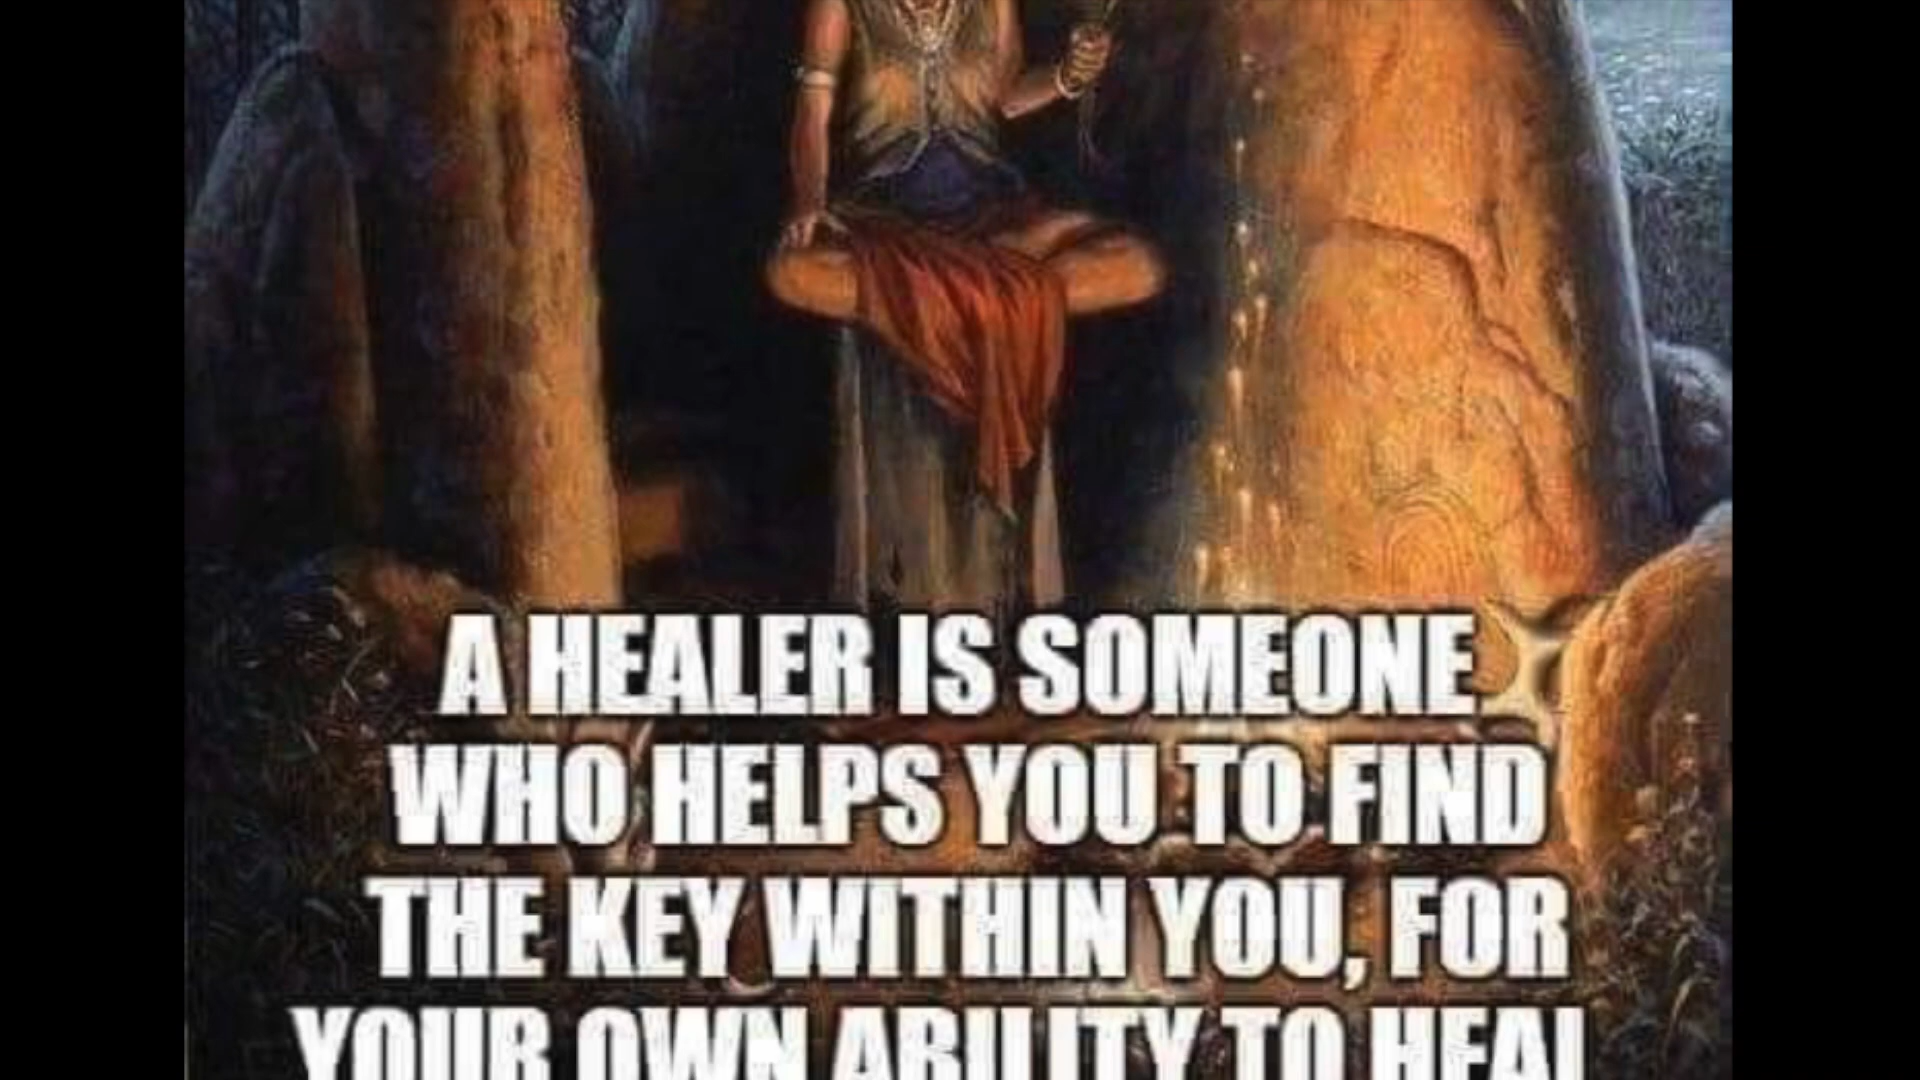 A HEALER IS SOMEONE
WHO HELPS YOU TO FIND
THE KEY WITHIN YOU, FOR
YOUR OWN ABILITY TO HEAL